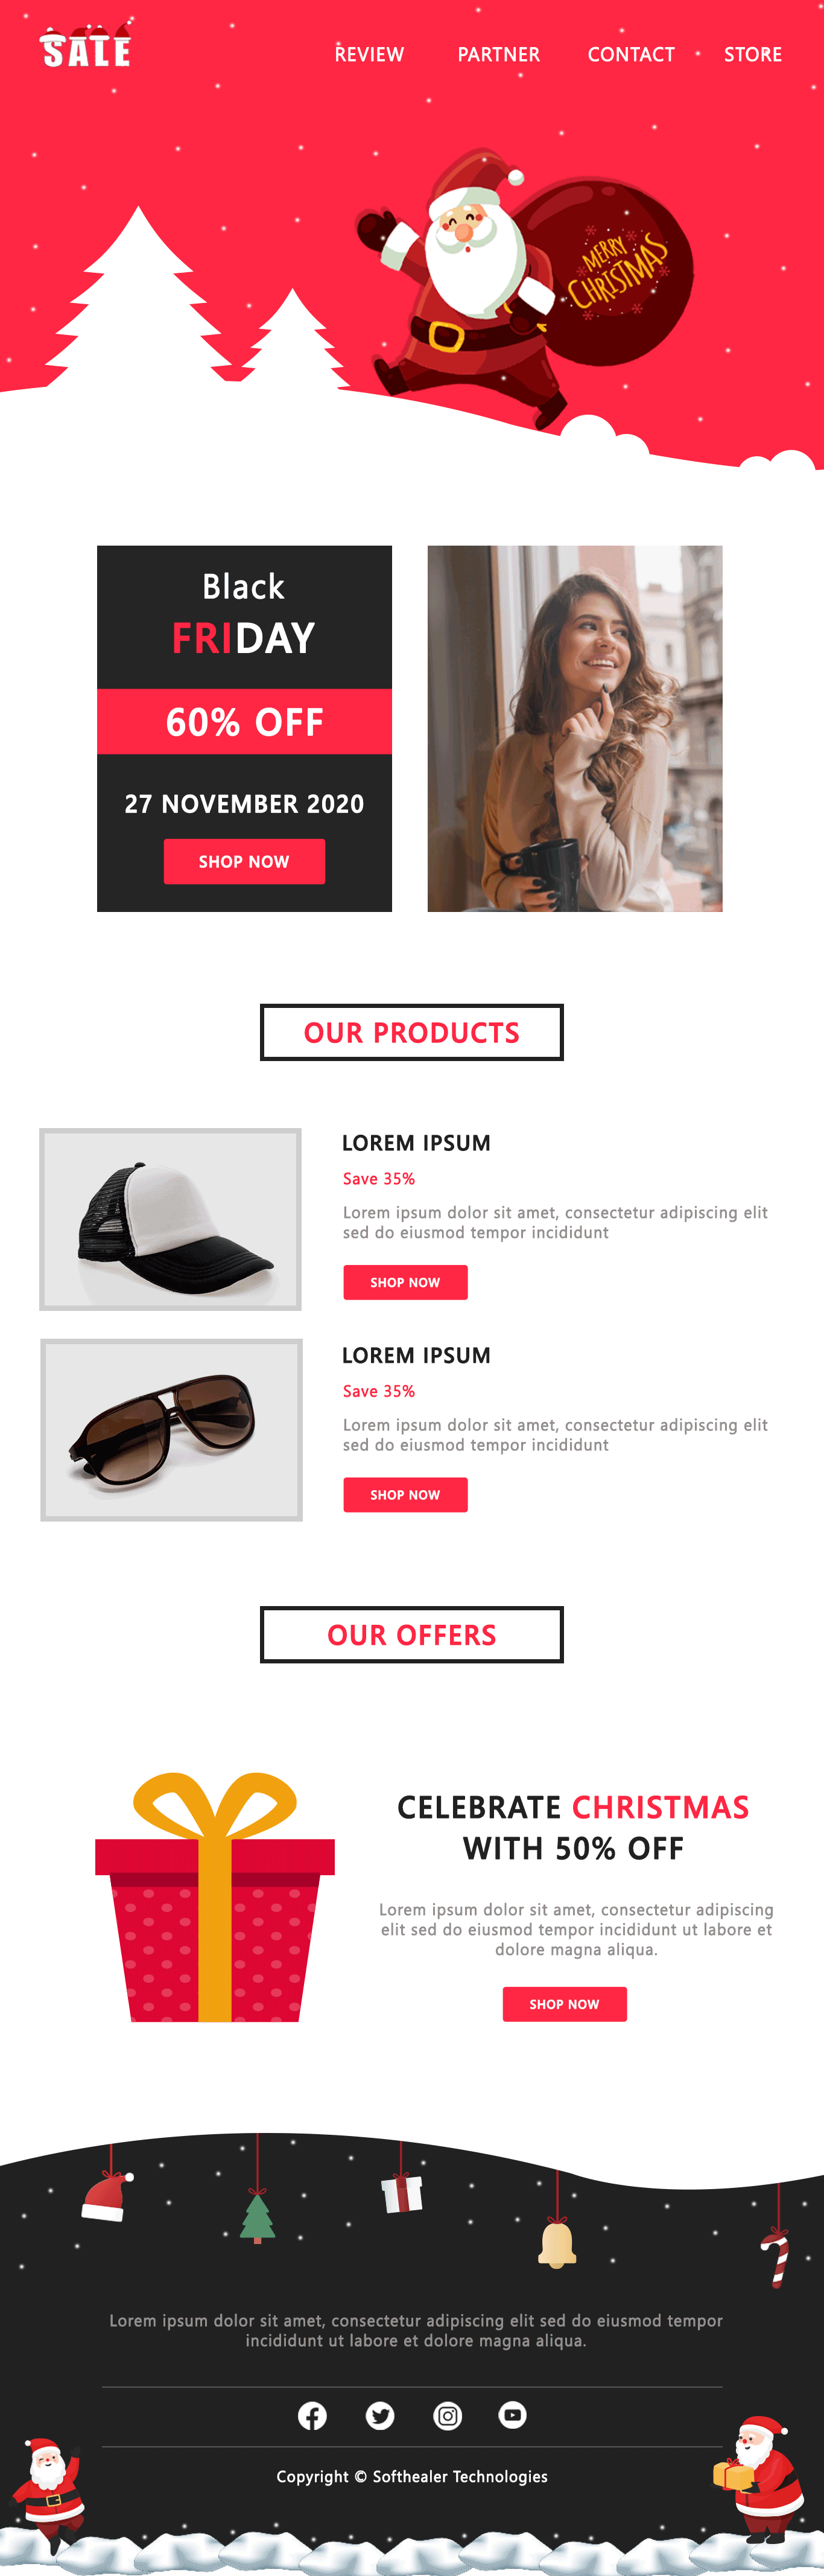 SALE
REVIEW PARTNER CONTACT STORE
MERRY
CHRISTMAS
Black
FRIDAY
60% OFF
27 NOVEMBER 2020
SHOP NOW
OUR PRODUCTS
LOREM IPSUM
Save 35%
Lorem ipsum dolor sit amet, consectetur adipiscing elit
sed do eiusmod tempor incididunt
SHOP NOW
LOREM IPSUM
Save 35%
Lorem ipsum dolor sit amet, consectetur adipiscing elit
sed do eiusmod tempor incididunt
SHOP NOW
OUR OFFERS
CELEBRATE CHRISTMAS
WITH 50% OFF
Lorem ipsum dolor sit amet, consectetur adipiscing
elit sed do eiusmod tempor incididunt ut labore et
dolore magna aliqua.
SHOP NOW
Lorem ipsum dolor sit amet, consectetur adipiscing elit sed do eiusmod tempor
incididunt ut labore et dolore magna aliqua.
Copyright © Softhealer Technologies